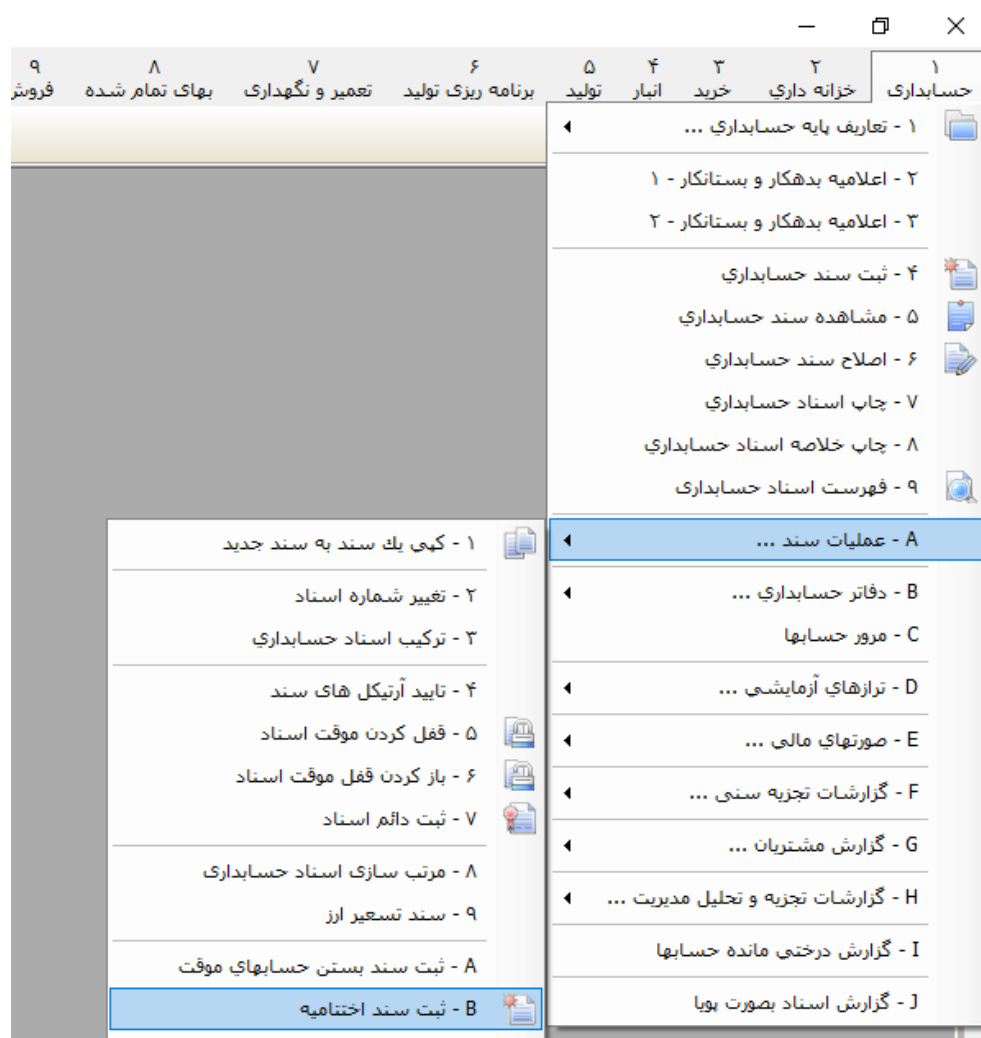 ۱ ۲ ۳ ۴ ۵ ۶ ۷ ۸ ۹
حسابداری خزانه داري خرید انبار تولید برنامه ریزی تولید تعمیر و نگهداری بهای تمام شده فروش
۱ - تعاریف پایه حسابداري ...
۲ - اعلامیه بدهکار و بستانکار - ۱
۳ - اعلامیه بدهکار و بستانکار - ۲
۴ - ثبت سند حسابداري
۵ - مشاهده سند حسابداري
۶ - اصلاح سند حسابداري
۷ - چاپ اسناد حسابداري
۸ - چاپ خلاصه اسناد حسابداري
۹ - فهرست اسناد حسابداری
A - عملیات سند ...
B - دفاتر حسابداري ...
C - مرور حسابها
D - ترازهاي آزمایشي ...
E - صورتهاي مالي ...
F - گزارشات تجزیه سنی ...
G - گزارش مشتریان ...
H - گزارشات تجزیه و تحلیل مدیریت ...
I - گزارش درختی مانده حسابها
J - گزارش اسناد بصورت پویا
۱ - کپی یك سند به سند جدید
۲ - تغییر شماره اسناد
۳ - ترکیب اسناد حسابداري
۴ - تایید آرتیکل های سند
۵ - قفل کردن موقت اسناد
۶ - باز کردن قفل موقت اسناد
۷ - ثبت دائم اسناد
۸ - مرتب سازی اسناد حسابداری
۹ - سند تسعیر ارز
A - ثبت سند بستن حسابهاي موقت
B - ثبت سند اختتامیه